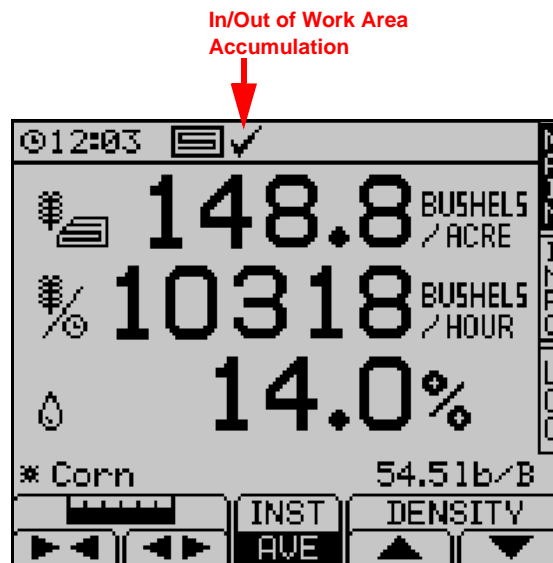 In/Out of Work Area
Accumulation
12:03
148.8 BUSHELS
/ ACRE
10318 BUSHELS
/ HOUR
14.0%
* Corn 54.5lb/B
INST DENSITY
AVE